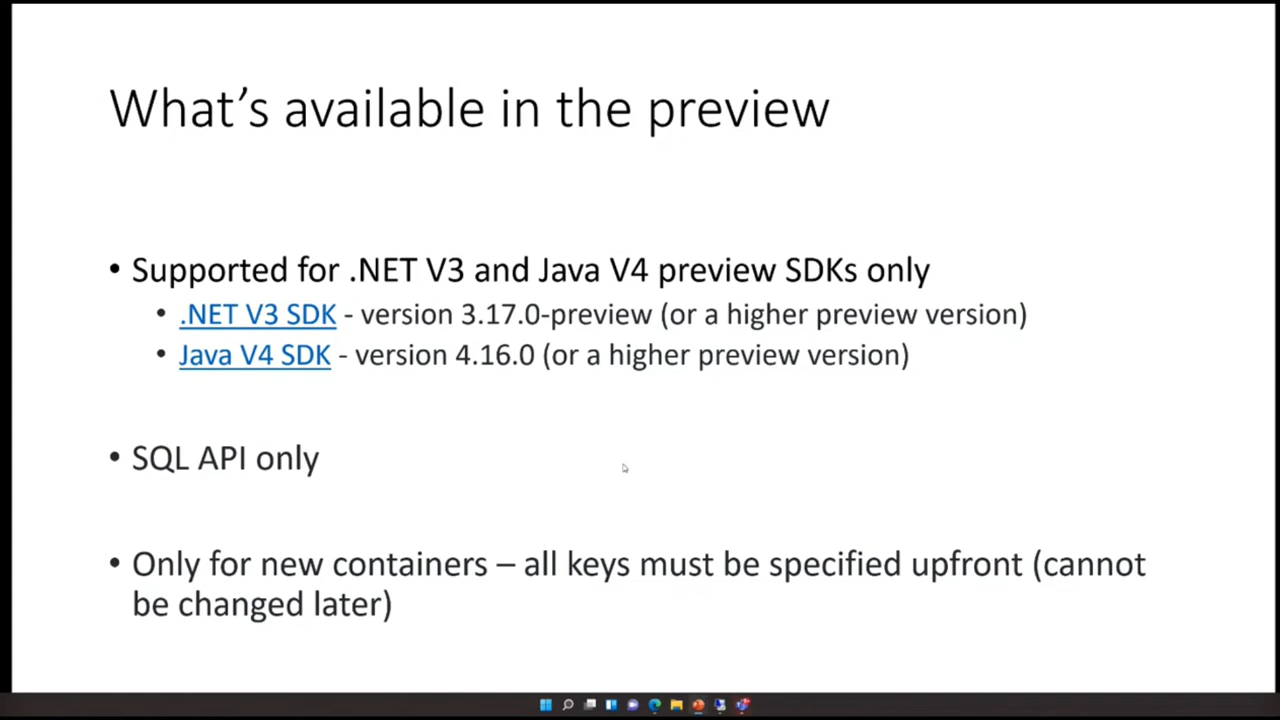 What’s available in the preview
• Supported for .NET V3 and Java V4 preview SDKs only
• .NET V3 SDK - version 3.17.0-preview (or a higher preview version)
• Java V4 SDK - version 4.16.0 (or a higher preview version)
• SQL API only
• Only for new containers – all keys must be specified upfront (cannot
be changed later)